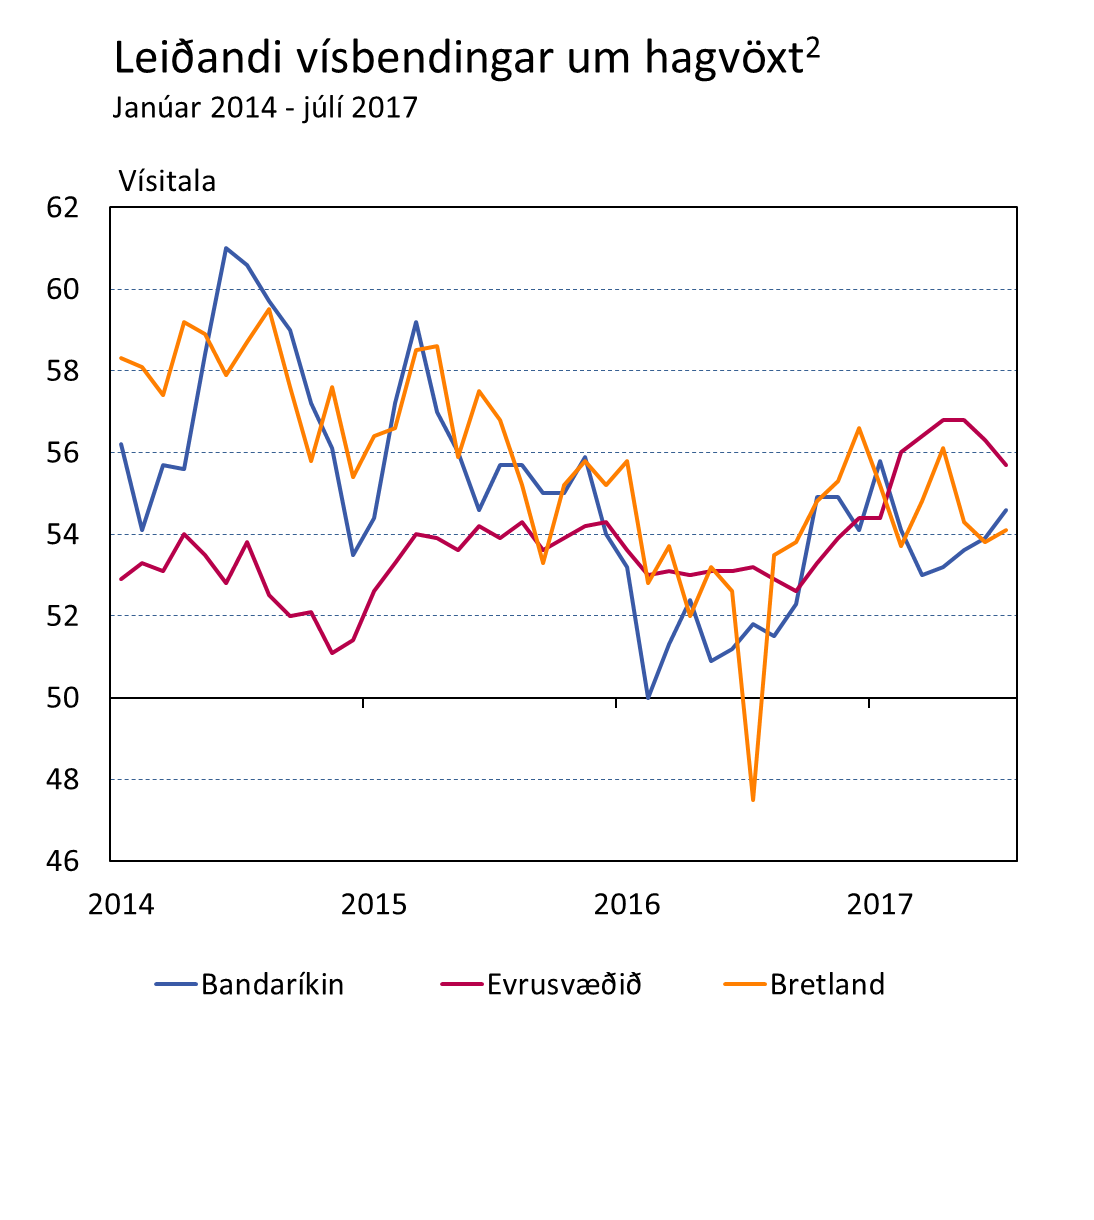 Leiðandi vísbendingar um hagvöxt²
Janúar 2014 - júlí 2017
Vísitala
62
60
58
56
54
52
50
48
46
2014 2015 2016 2017
Bandaríkin Evrusvæðið Bretland